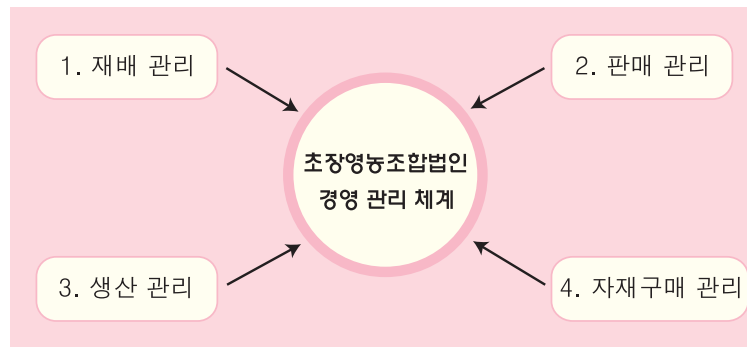 1. 재배 관리
2. 판매 관리
초장영농조합법인
경영 관리 체계
3. 생산 관리
4. 자재구매 관리